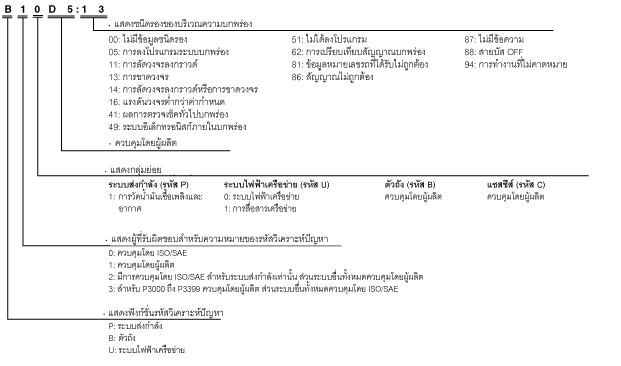 B 1 0 D 5 : 1 3
· แสดงชนิดรองของบริเวณความบกพร่อง
00: ไม่มีข้อมูลชนิดรอง 51: ไม่ได้ลงโปรแกรม 87: ไม่มีข้อความ
05: การลงโปรแกรมระบบบกพร่อง 62: การเปรียบเทียบสัญญาณบกพร่อง 88: สายบัส OFF
11: การลัดวงจรลงกราวด์ 81: ข้อมูลหมายเลขรถที่ได้รับไม่ถูกต้อง 94: การทำงานที่ไม่คาดหมาย
13: การขาดวงจร 86: สัญญาณไม่ถูกต้อง
14: การลัดวงจรลงกราวด์หรือการขาดวงจร
16: แรงดันวงจรต่ำกว่าค่ากำหนด
41: ผลการตรวจเช็คทั่วไปบกพร่อง
49: ระบบอิเล็กทรอนิกส์ภายในบกพร่อง
· ควบคุมโดยผู้ผลิต
· แสดงกลุ่มย่อย
ระบบส่งกำลัง (รหัส P) ระบบไฟฟ้าเครือข่าย (รหัส U) ตัวถัง (รหัส B) แชสซีส์ (รหัส C)
1: การวัดน้ำมันเชื้อเพลิงและ 0: ระบบไฟฟ้าเครือข่าย ควบคุมโดยผู้ผลิต ควบคุมโดยผู้ผลิต
อากาศ 1: การสื่อสารเครือข่าย
· แสดงผู้ที่รับผิดชอบสำหรับความหมายของรหัสวิเคราะห์ปัญหา
0: ควบคุมโดย ISO/SAE
1: ควบคุมโดยผู้ผลิต
2: มีการควบคุมโดย ISO/SAE สำหรับระบบส่งกำลังเท่านั้น ส่วนระบบอื่นทั้งหมดควบคุมโดยผู้ผลิต
3: สำหรับ P3000 ถึง P3399 ควบคุมโดยผู้ผลิต ส่วนระบบอื่นทั้งหมดควบคุมโดย ISO/SAE
· แสดงฟังก์ชั่นรหัสวิเคราะห์ปัญหา
P: ระบบส่งกำลัง
B: ตัวถัง
U: ระบบไฟฟ้าเครือข่าย